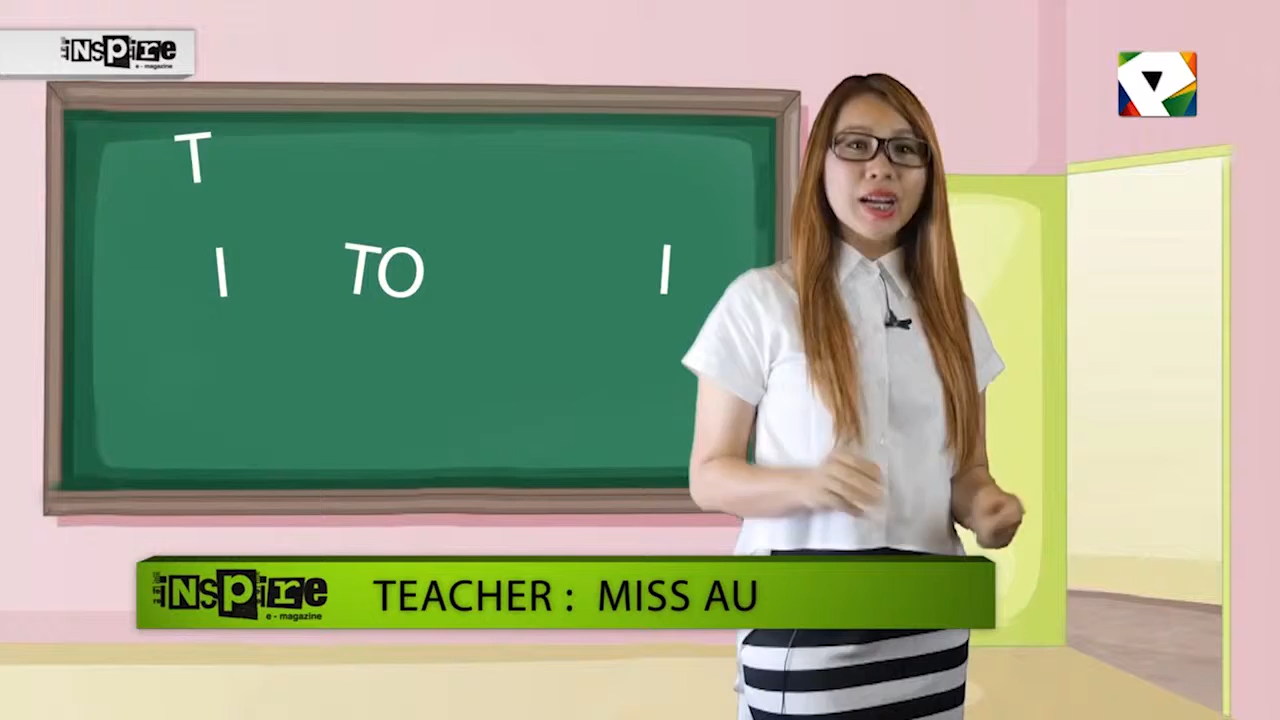 iNSPiRe
e - magazine
T
I TO I
iNSPiRe
e - magazine
TEACHER : MISS AU